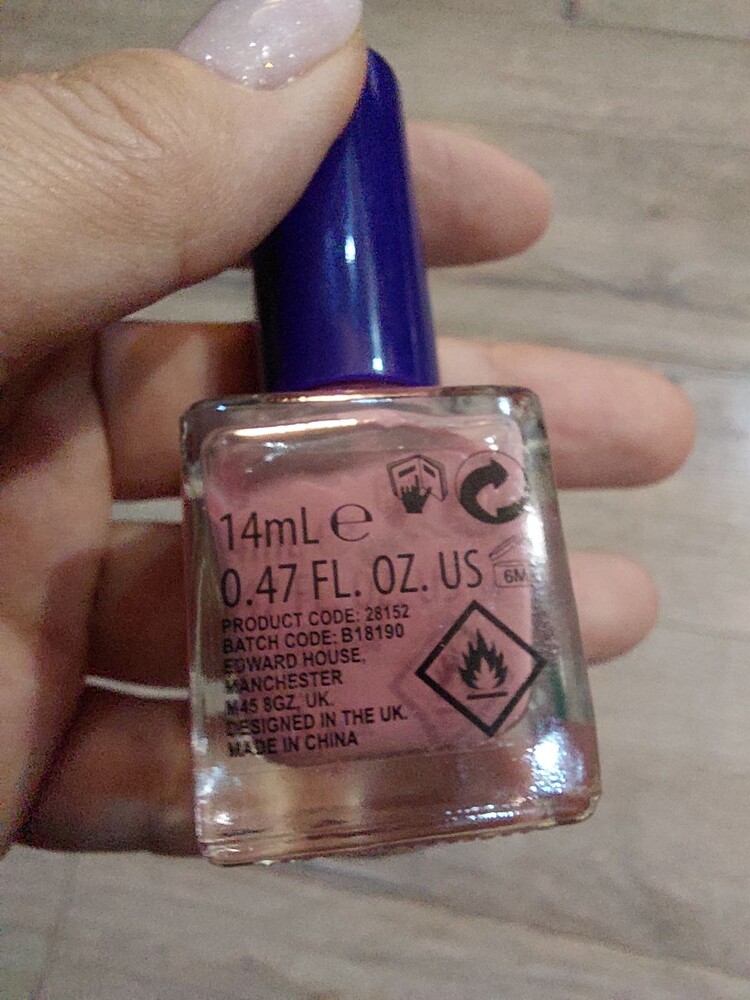 14mL ℮
0.47 FL. OZ. US
6M
PRODUCT CODE: 28152
BATCH CODE: B18190
EDWARD HOUSE,
MANCHESTER
M45 8GZ, UK.
DESIGNED IN THE UK.
MADE IN CHINA